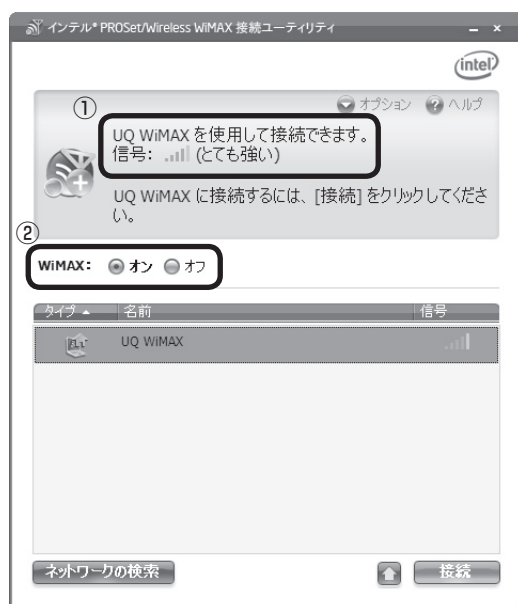 インテル® PROSet/Wireless WiMAX 接続ユーティリティ
intel
オプション ヘルプ
①
UQ WiMAX を使用して接続できます。
信号: (とても強い)
UQ WiMAX に接続するには、[接続] をクリックしてくださ
い。
②
WiMAX: オン オフ
タイプ 名前 信号
UQ WiMAX
ネットワークの検索 接続